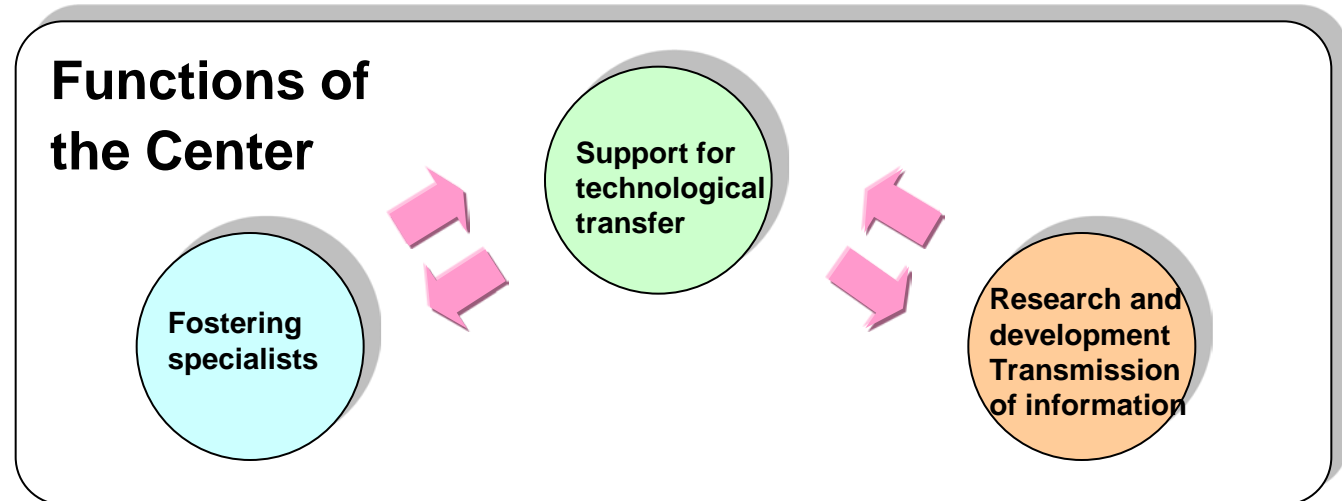 Functions of
the Center
Support for
technological
transfer
Fostering
specialists
Research and
development
Transmission
of information